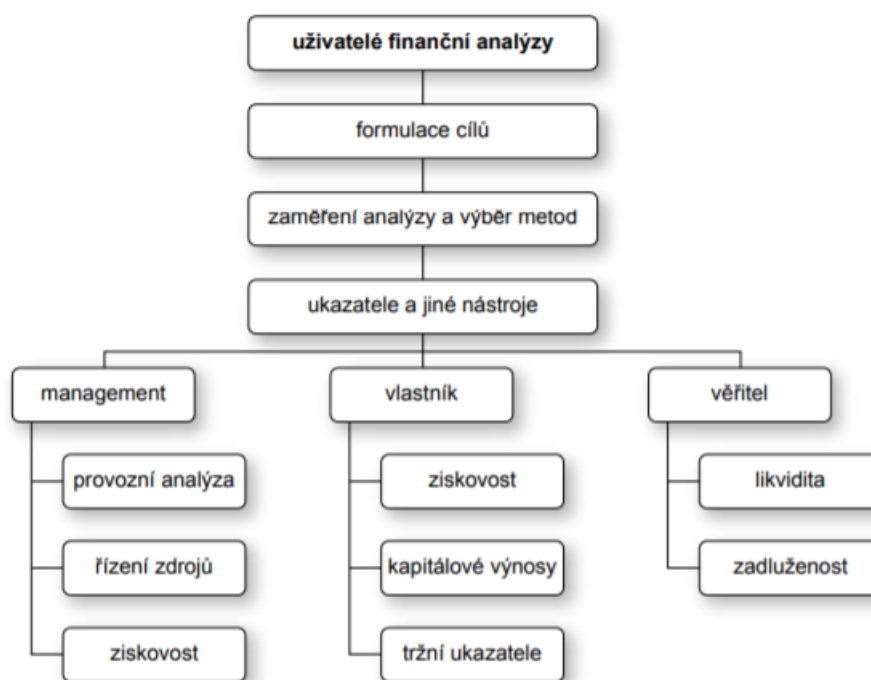 uživatelé finanční analýzy
formulace cílů
zaměření analýzy a výběr metod
ukazatele a jiné nástroje
management
provozní analýza
řízení zdrojů
ziskovost
vlastník
ziskovost
kapitálové výnosy
tržní ukazatele
věřitel
likvidita
zadluženost